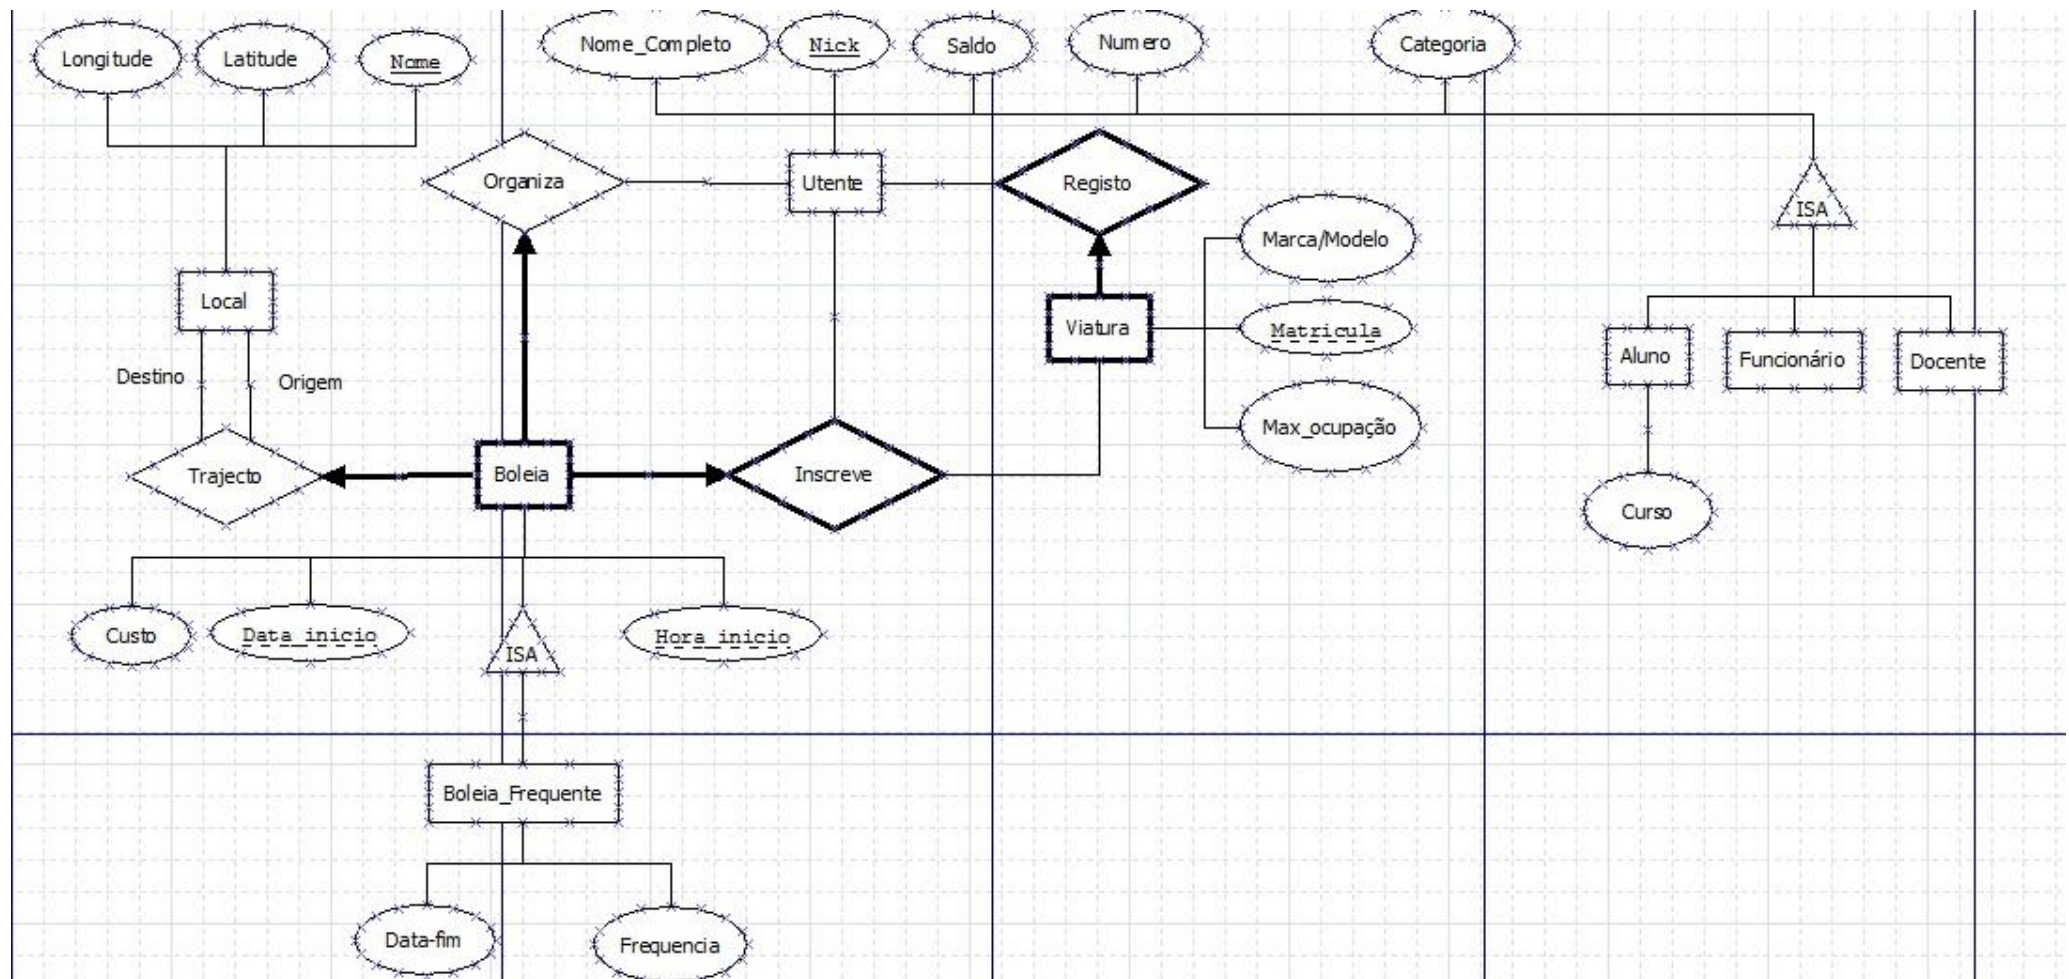 Longitude
Latitude
Nome
Nome_Completo
Nick
Saldo
Numero
Categoria
Organiza
Utente
Registo
ISA
Marca/Modelo
Local
Viatura
Matricula
Aluno
Funcionário
Docente
Destino
Origem
Max_ocupação
Trajecto
Boleia
Inscreve
Curso
Custo
Data_inicio
ISA
Hora_inicio
Boleia_Frequente
Data-fim
Frequencia